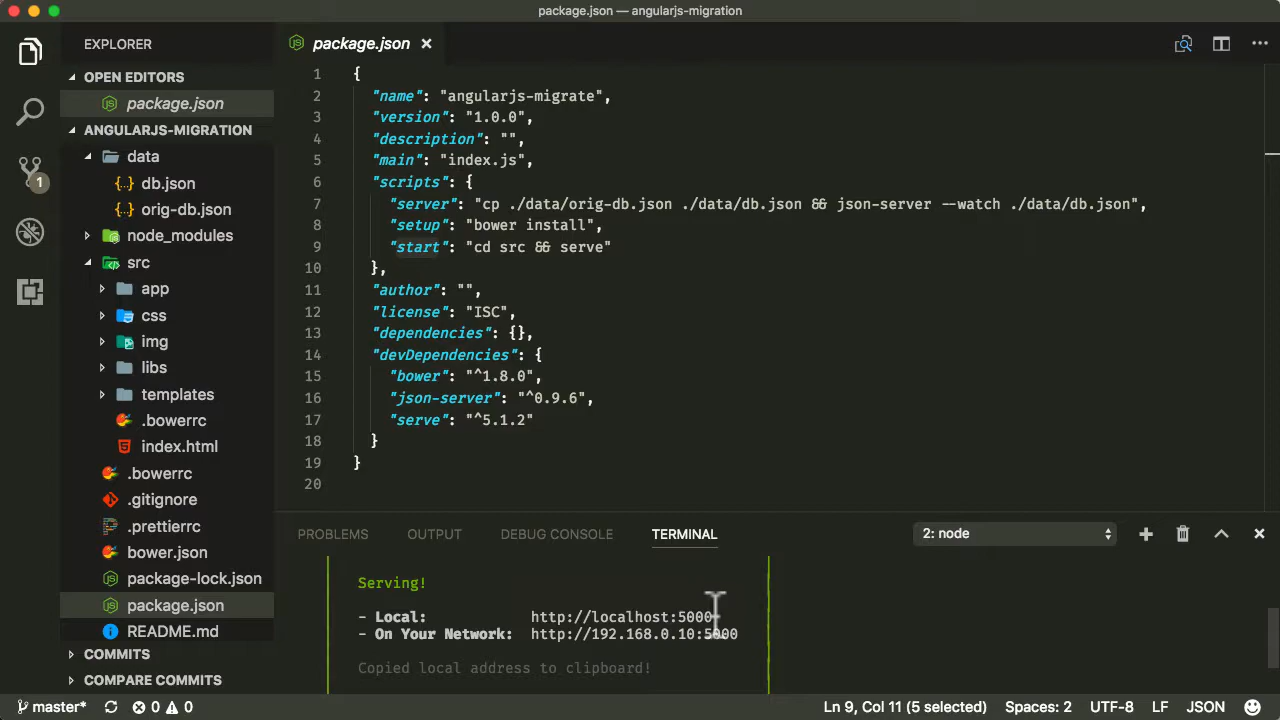 package.json — angularjs-migration
EXPLORER
OPEN EDITORS
package.json
ANGULARJS-MIGRATION
data
db.json
orig-db.json
node_modules
src
app
css
img
libs
templates
.bowerrc
index.html
.bowerrc
.gitignore
.prettierrc
bower.json
package-lock.json
package.json
README.md
COMMITS
COMPARE COMMITS
1
package.json
1 {
2 "name": "angularjs-migrate",
3 "version": "1.0.0",
4 "description": "",
5 "main": "index.js",
6 "scripts": {
7 "server": "cp ./data/orig-db.json ./data/db.json && json-server --watch ./data/db.json",
8 "setup": "bower install",
9 "start": "cd src && serve"
10 },
11 "author": "",
12 "license": "ISC",
13 "dependencies": {},
14 "devDependencies": {
15 "bower": "^1.8.0",
16 "json-server": "^0.9.6",
17 "serve": "^5.1.2"
18 }
19 }
20
PROBLEMS OUTPUT DEBUG CONSOLE TERMINAL 2: node
Serving!
- Local: http://localhost:5000
- On Your Network: http://192.168.0.10:5000
Copied local address to clipboard!
master* 0 0 Ln 9, Col 11 (5 selected) Spaces: 2 UTF-8 LF JSON